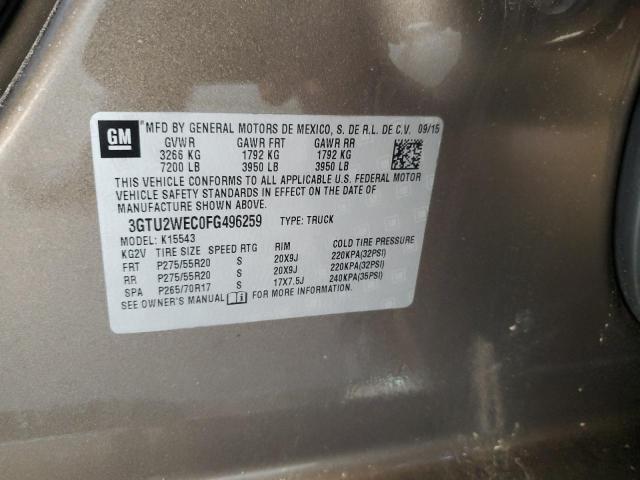 GM MFD BY GENERAL MOTORS DE MEXICO, S. DE R.L. DE C.V. 09/15
GVWR GAWR FRT GAWR RR
3266 KG 1792 KG 1792 KG
7200 LB 3950 LB 3950 LB
THIS VEHICLE CONFORMS TO ALL APPLICABLE U.S. FEDERAL MOTOR
VEHICLE SAFETY STANDARDS IN EFFECT ON THE DATE OF
MANUFACTURE SHOWN ABOVE.
3GTU2WEC0FG496259 TYPE: TRUCK
MODEL: K15543
KG2V TIRE SIZE SPEED RTG RIM COLD TIRE PRESSURE
FRT P275/55R20 S 20X9J 220KPA(32PSI)
RR P275/55R20 S 20X9J 220KPA(32PSI)
SPA P265/70R17 S 17X7.5J 240KPA(35PSI)
SEE OWNER'S MANUAL FOR MORE INFORMATION.